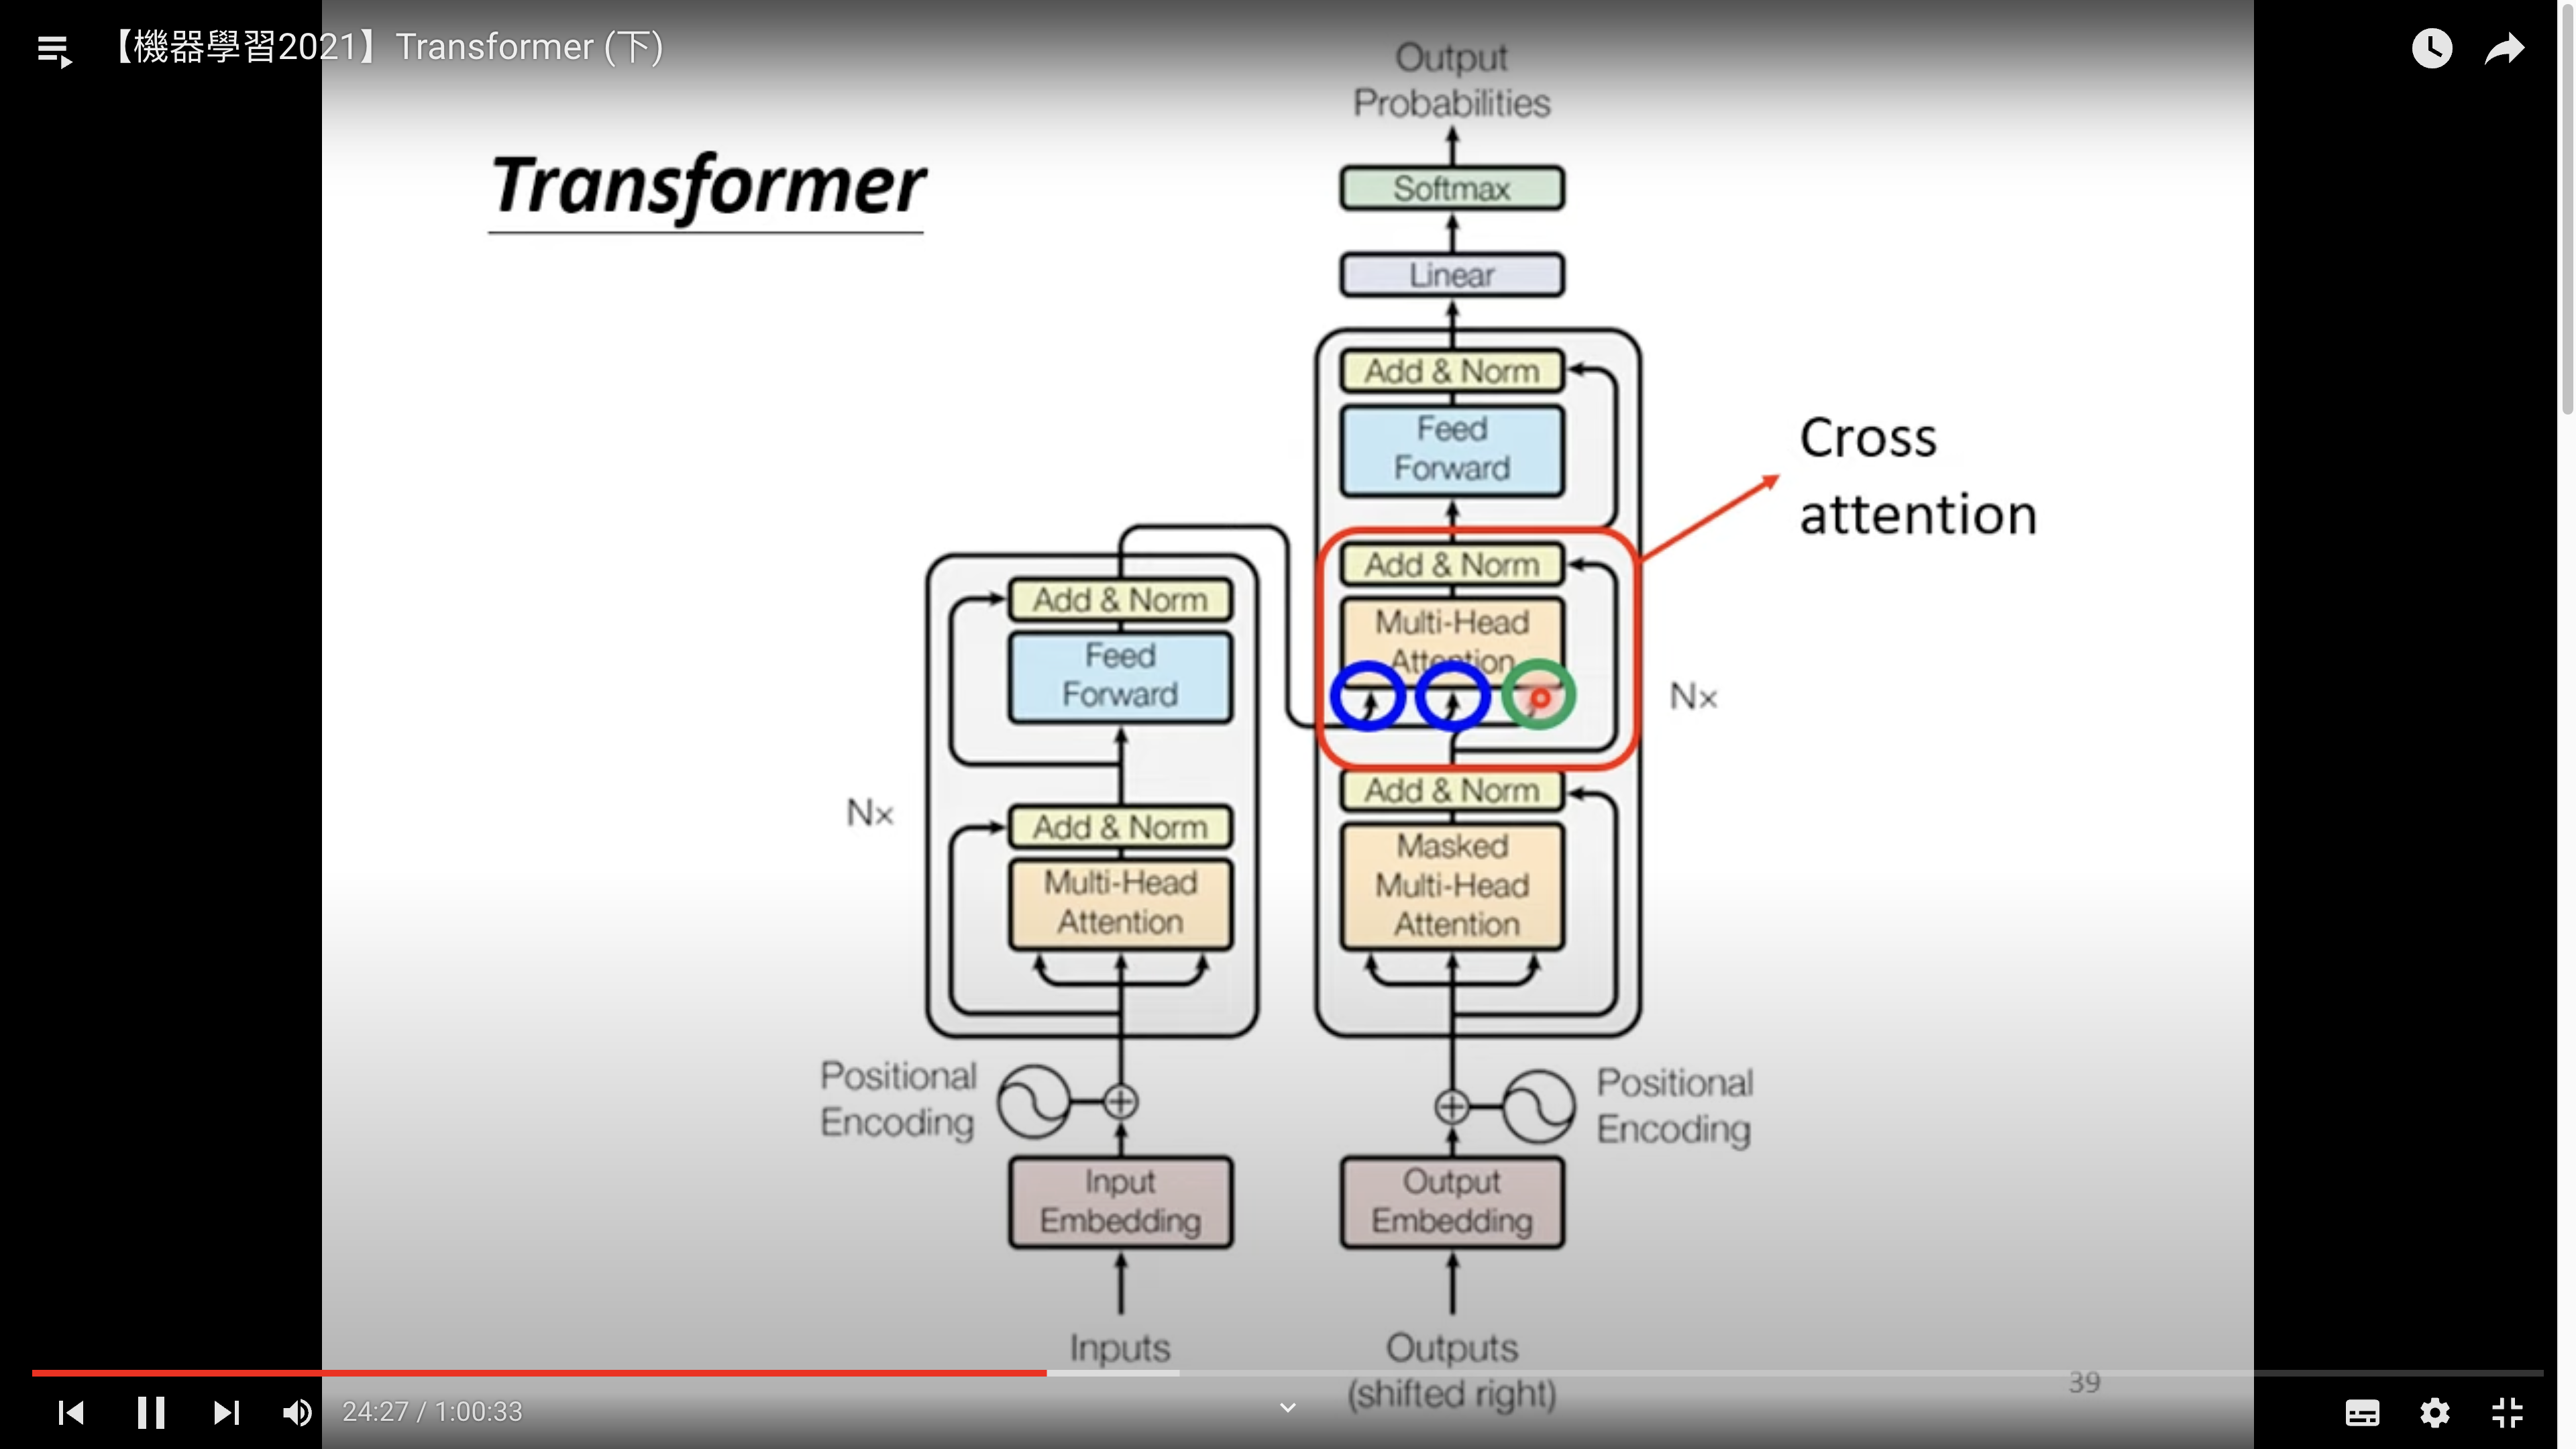 【機器學習2021】Transformer (下)
Transformer
Output
Probabilities
Softmax
Linear
Add & Norm
Feed
Forward
Cross
attention
Add & Norm
Multi-Head
Attention
Nx
Add & Norm
Masked
Multi-Head
Attention
Add & Norm
Feed
Forward
Nx
Add & Norm
Multi-Head
Attention
Positional
Encoding
Positional
Encoding
Input
Embedding
Output
Embedding
Inputs
Outputs
(shifted right)
39
24:27 / 1:00:33